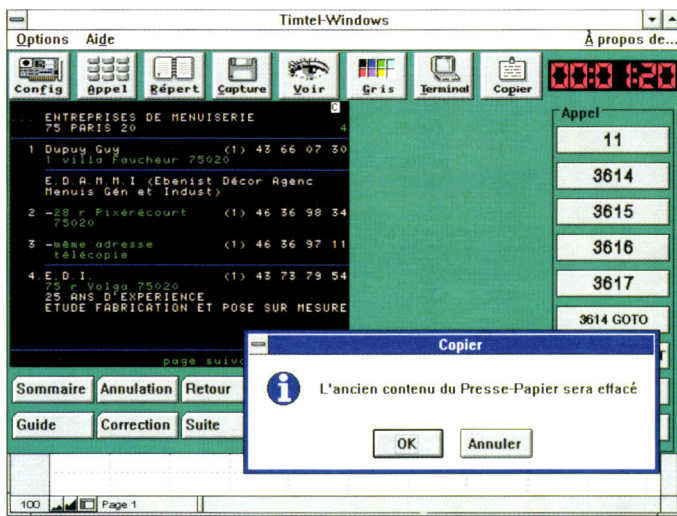 Timtel-Windows
Options Aide À propos de...
Config Appel Répert Capture Voir Gris Terminal Copier 00:01:20
C
... ENTREPRISES DE MENUISERIE
75 PARIS 20 4
1 Dupuy Guy (1) 43 66 07 30
1 villa Faucheur 75020
E.D.A.M.M.I (Ebenist Décor Agenc
Menuis Gén et Indust)
2 -28 r Pixérécourt (1) 46 36 98 34
75020
3 -même adresse (1) 46 36 97 11
télécopie
4.E.D.I. (1) 43 73 79 54
75 r Volga 75020
25 ANS D'EXPERIENCE
ETUDE FABRICATION ET POSE SUR MESURE
page
Appel
11
3614
3615
3616
3617
3614 GOTO
T
Sommaire Annulation Retour
Guide Correction Suite
Copier
L'ancien contenu du Presse-Papier sera effacé
OK Annuler
100 Page 1